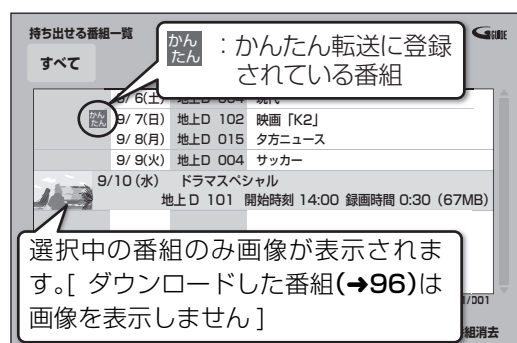 持ち出せる番組一覧
GGUIDE
すべて
かん
たん
：かんたん転送に登録
されている番組
9/ 6(土) 地上D 004 現代
かん
たん
9/ 7(日) 地上D 102 映画「K2」
9/ 8(月) 地上D 015 夕方ニュース
9/ 9(火) 地上D 004 サッカー
9/10 (水) ドラマスペシャル
地上D 101 開始時刻 14:00 録画時間 0:30 (67MB)
選択中の番組のみ画像が表示されま
す。[ ダウンロードした番組(➔96)は
画像を表示しません ]
/001
組消去